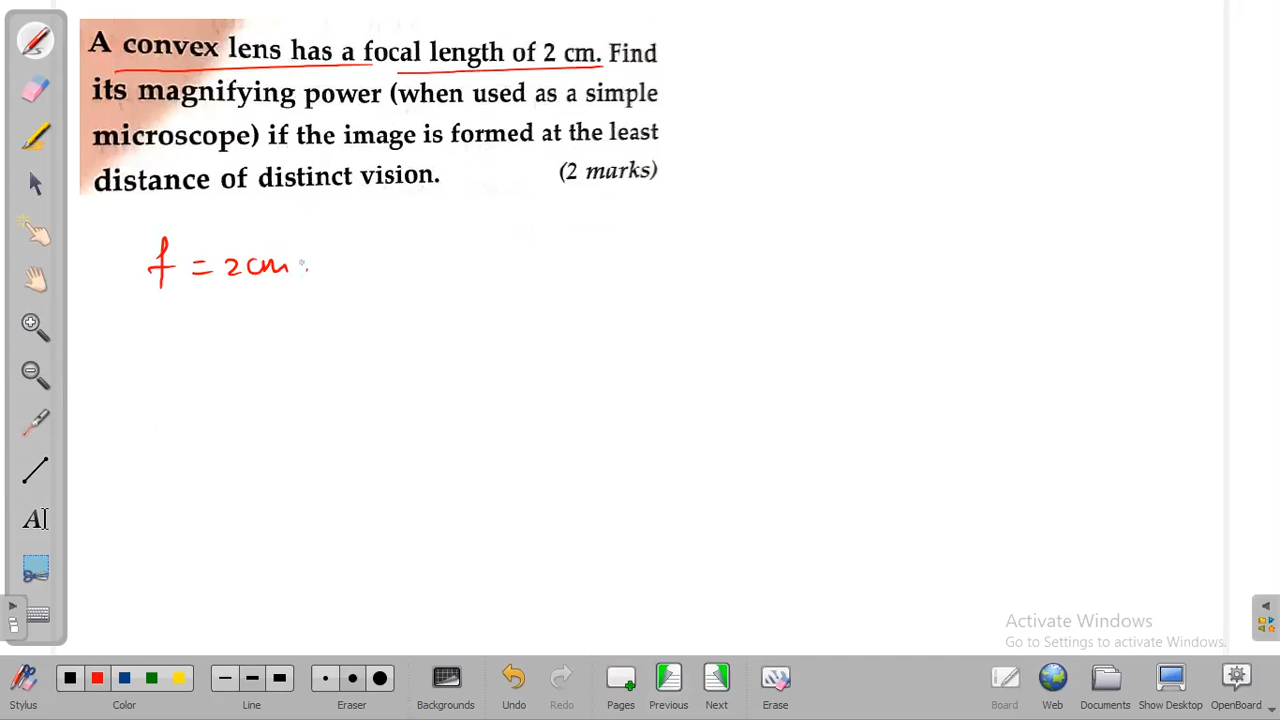 A convex lens has a focal length of 2 cm. Find
its magnifying power (when used as a simple
microscope) if the image is formed at the least
distance of distinct vision. (2 marks)
f = 2cm
Activate Windows
Go to Settings to activate Windows.
Stylus
Color
Line
Eraser
Backgrounds
Undo
Redo
Pages
Previous
Next
Erase
Board
Web
Documents
Show Desktop
OpenBoard